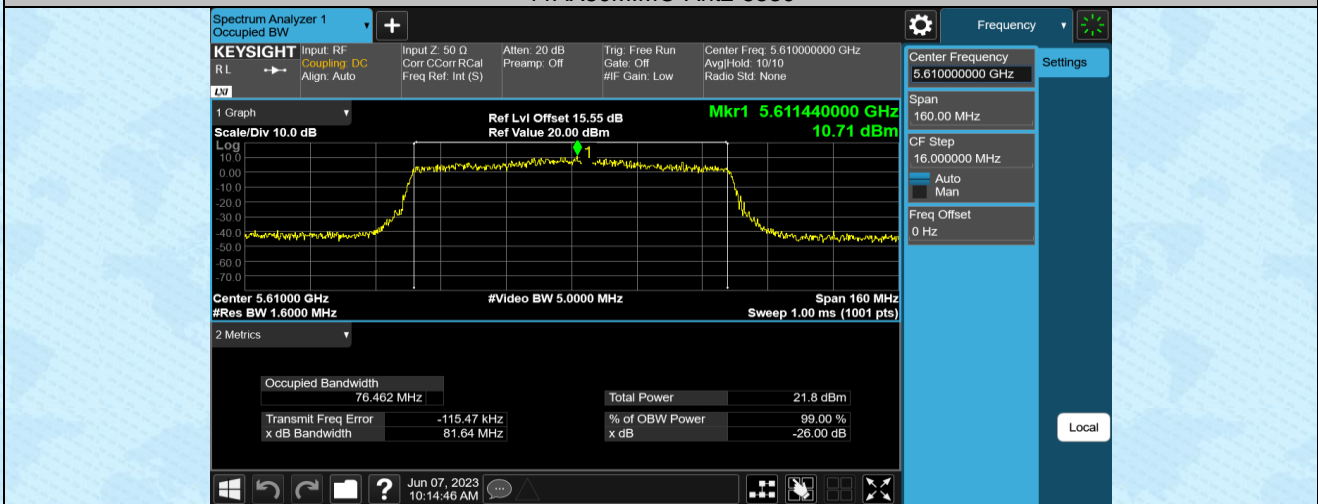 Spectrum Analyzer 1
Occupied BW
Frequency
KEYSIGHT
Input: RF
Coupling: DC
Align: Auto
Input Z: 50 Ω
Corr CCorr RCal
Freq Ref: Int (S)
Atten: 20 dB
Preamp: Off
Trig: Free Run
Gate: Off
#IF Gain: Low
Center Freq: 5.610000000 GHz
Avg|Hold: 10/10
Radio Std: None
R L
LXI
Center Frequency
5.610000000 GHz
Settings
Span
160.00 MHz
CF Step
16.000000 MHz
Auto
Man
Freq Offset
0 Hz
1 Graph
Scale/Div 10.0 dB
Ref Lvl Offset 15.55 dB
Ref Value 20.00 dBm
Mkr1 5.611440000 GHz
10.71 dBm
Log
10.0
0.00
-10.0
-20.0
-30.0
-40.0
-50.0
-60.0
-70.0
1
Center 5.61000 GHz
#Res BW 1.6000 MHz
#Video BW 5.0000 MHz
Span 160 MHz
Sweep 1.00 ms (1001 pts)
2 Metrics
Occupied Bandwidth
76.462 MHz
Total Power 21.8 dBm
Transmit Freq Error -115.47 kHz
% of OBW Power 99.00 %
x dB Bandwidth 81.64 MHz
x dB -26.00 dB
Local
?
Jun 07, 2023
10:14:46 AM